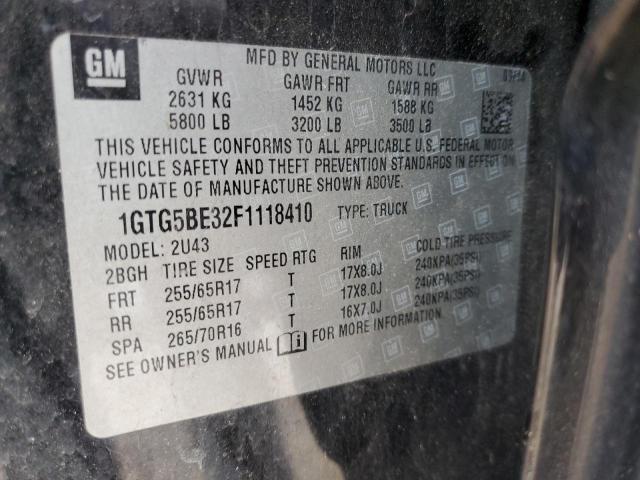 GM
MFD BY GENERAL MOTORS LLC
GVWR GAWR FRT GAWR RR
2631 KG 1452 KG 1588 KG
5800 LB 3200 LB 3500 LB
THIS VEHICLE CONFORMS TO ALL APPLICABLE U.S. FEDERAL MOTOR
VEHICLE SAFETY AND THEFT PREVENTION STANDARDS IN EFFECT ON
THE DATE OF MANUFACTURE SHOWN ABOVE.
1GTG5BE32F1118410 TYPE: TRUCK
MODEL: 2U43
2BGH TIRE SIZE SPEED RTG RIM COLD TIRE PRESSURE
FRT 255/65R17 T 17X8.0J 240KPA(35PSI)
RR 255/65R17 T 17X8.0J 240KPA(35PSI)
SPA 265/70R16 T 16X7.0J 240KPA(35PSI)
SEE OWNER'S MANUAL FOR MORE INFORMATION.